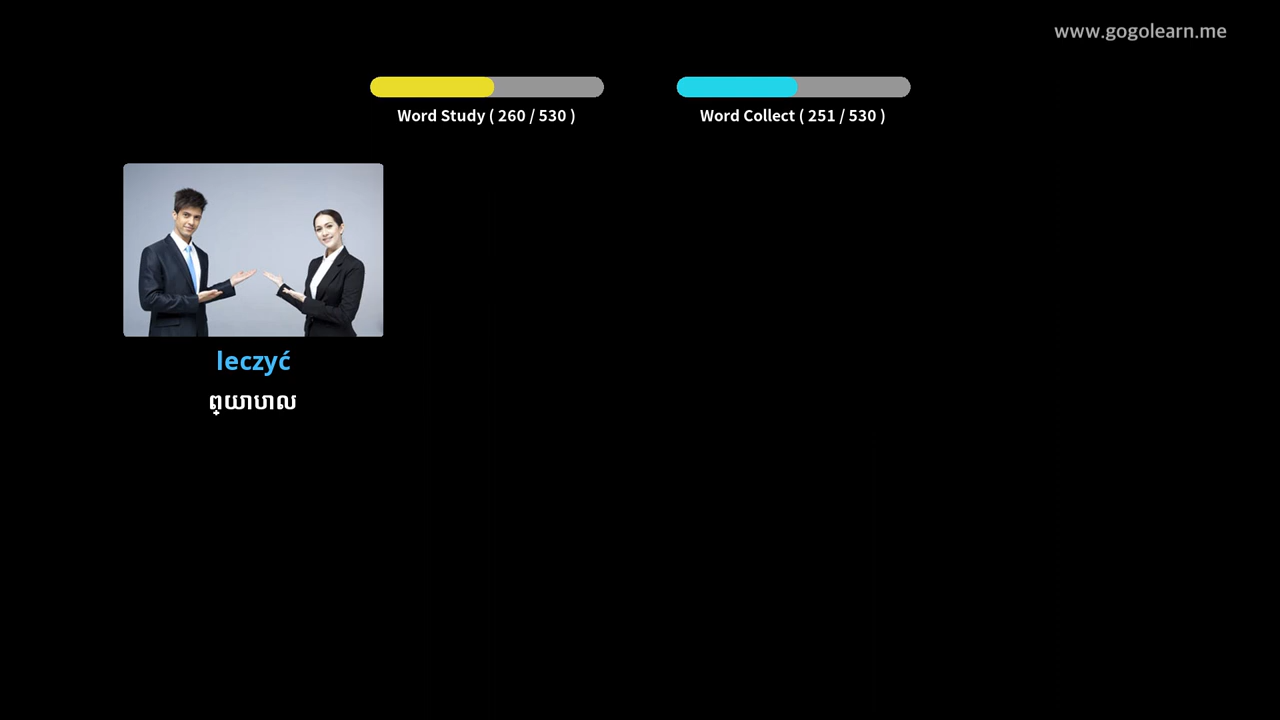 www.gogolearn.me
Word Study ( 260 / 530 )
Word Collect ( 251 / 530 )
leczyć
ព្យាបាល